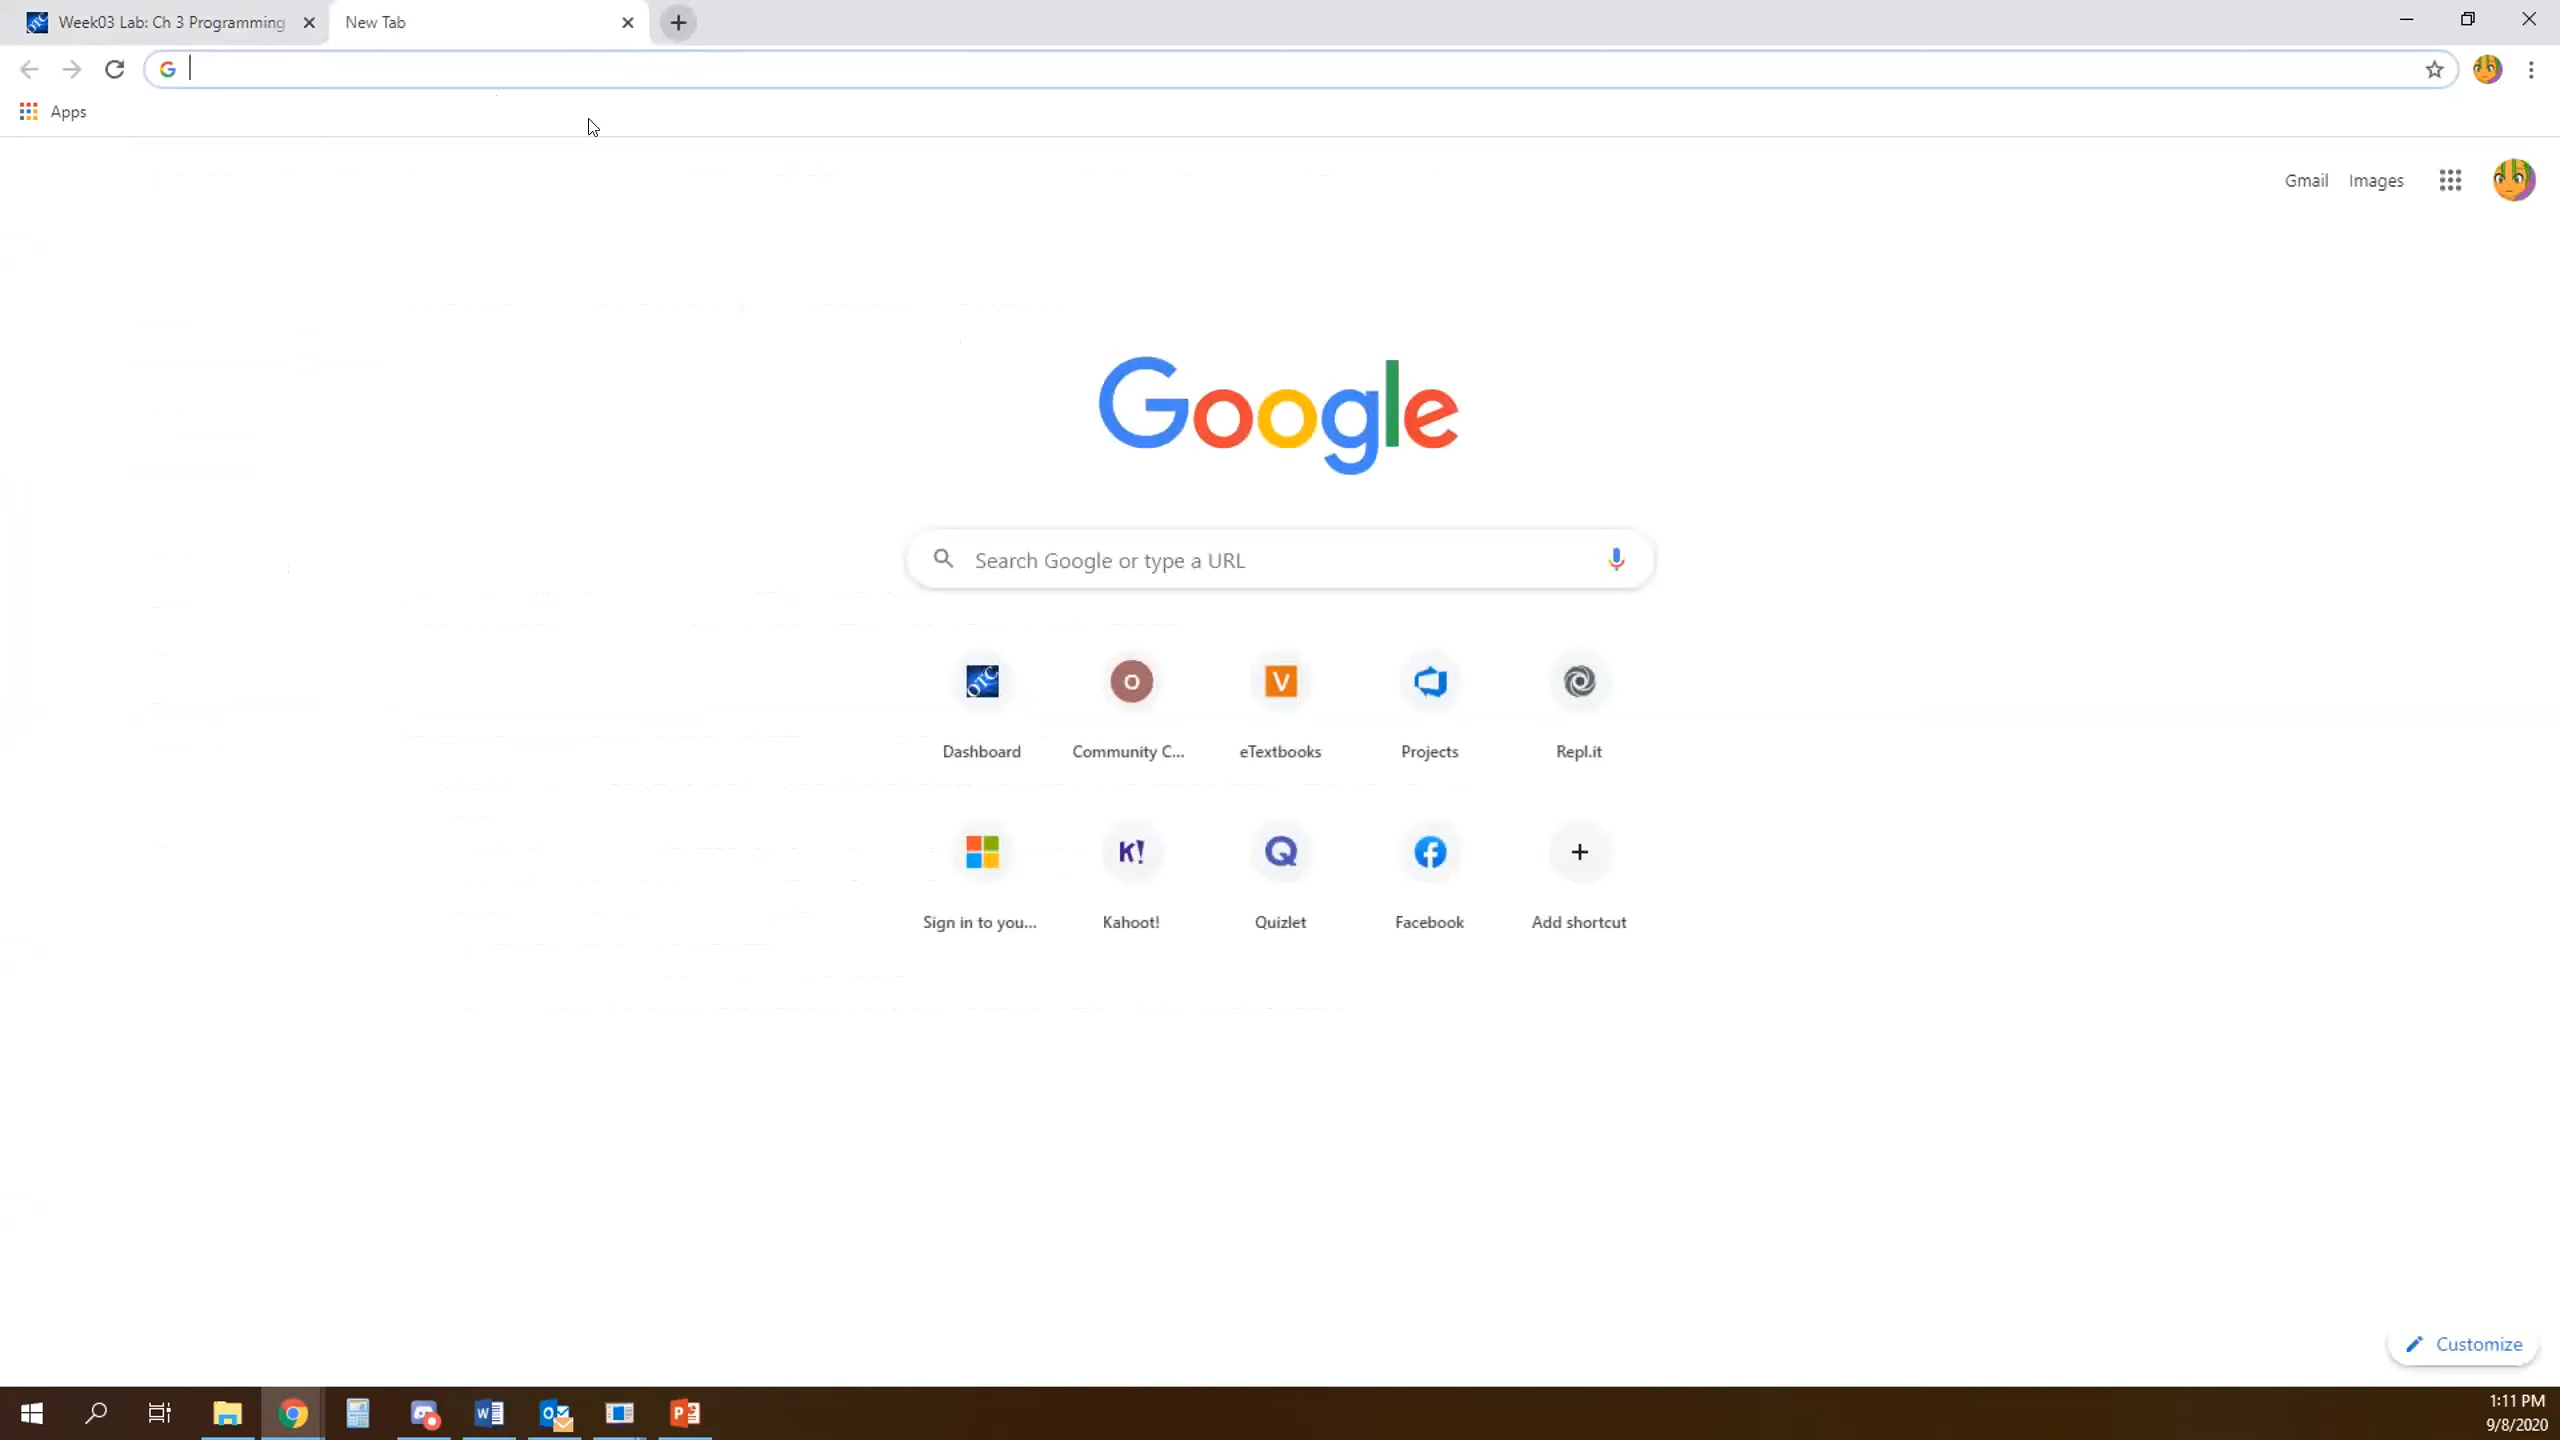 Week03 Lab: Ch 3 Programming
New Tab
Apps
Gmail Images
Google
Search Google or type a URL
OTC
O
V
Dashboard Community C... eTextbooks Projects Repl.it
K!
Sign in to you... Kahoot! Quizlet Facebook Add shortcut
Customize
1:11 PM
9/8/2020